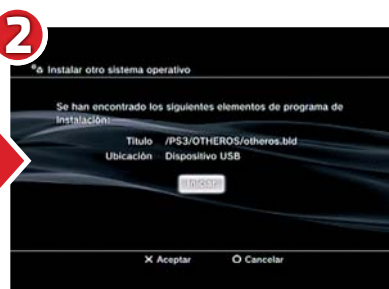 2
Instalar otro sistema operativo
Se han encontrado los siguientes elementos de programa de
instalación:
Título /PS3/OTHEROS/otheros.bld
Ubicación Dispositivo USB
Iniciar
X Aceptar O Cancelar